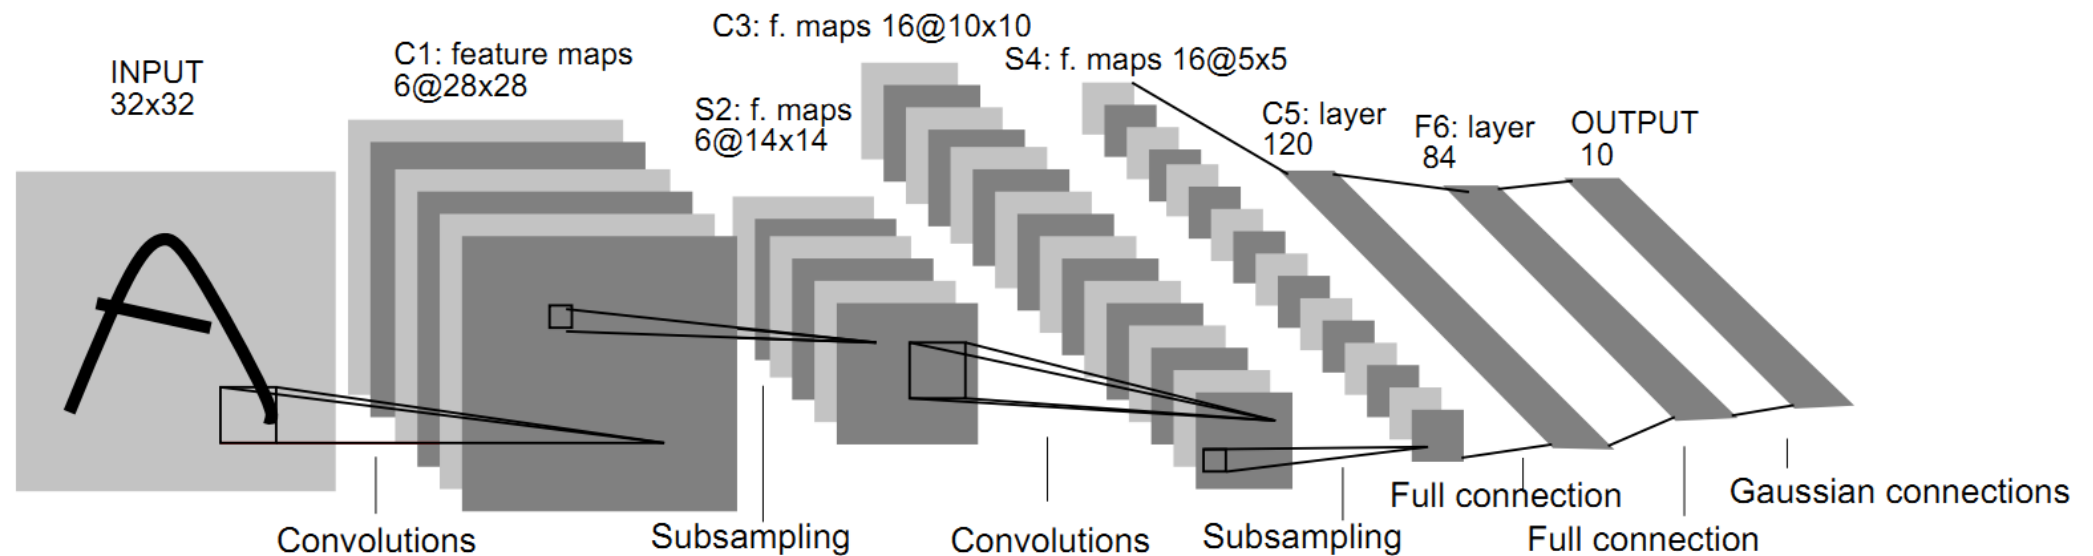 INPUT
32x32
C1: feature maps
6@28x28
S2: f. maps
6@14x14
C3: f. maps 16@10x10
S4: f. maps 16@5x5
C5: layer
120
F6: layer
84
OUTPUT
10
Convolutions
Subsampling
Convolutions
Subsampling
Full connection
Full connection
Gaussian connections